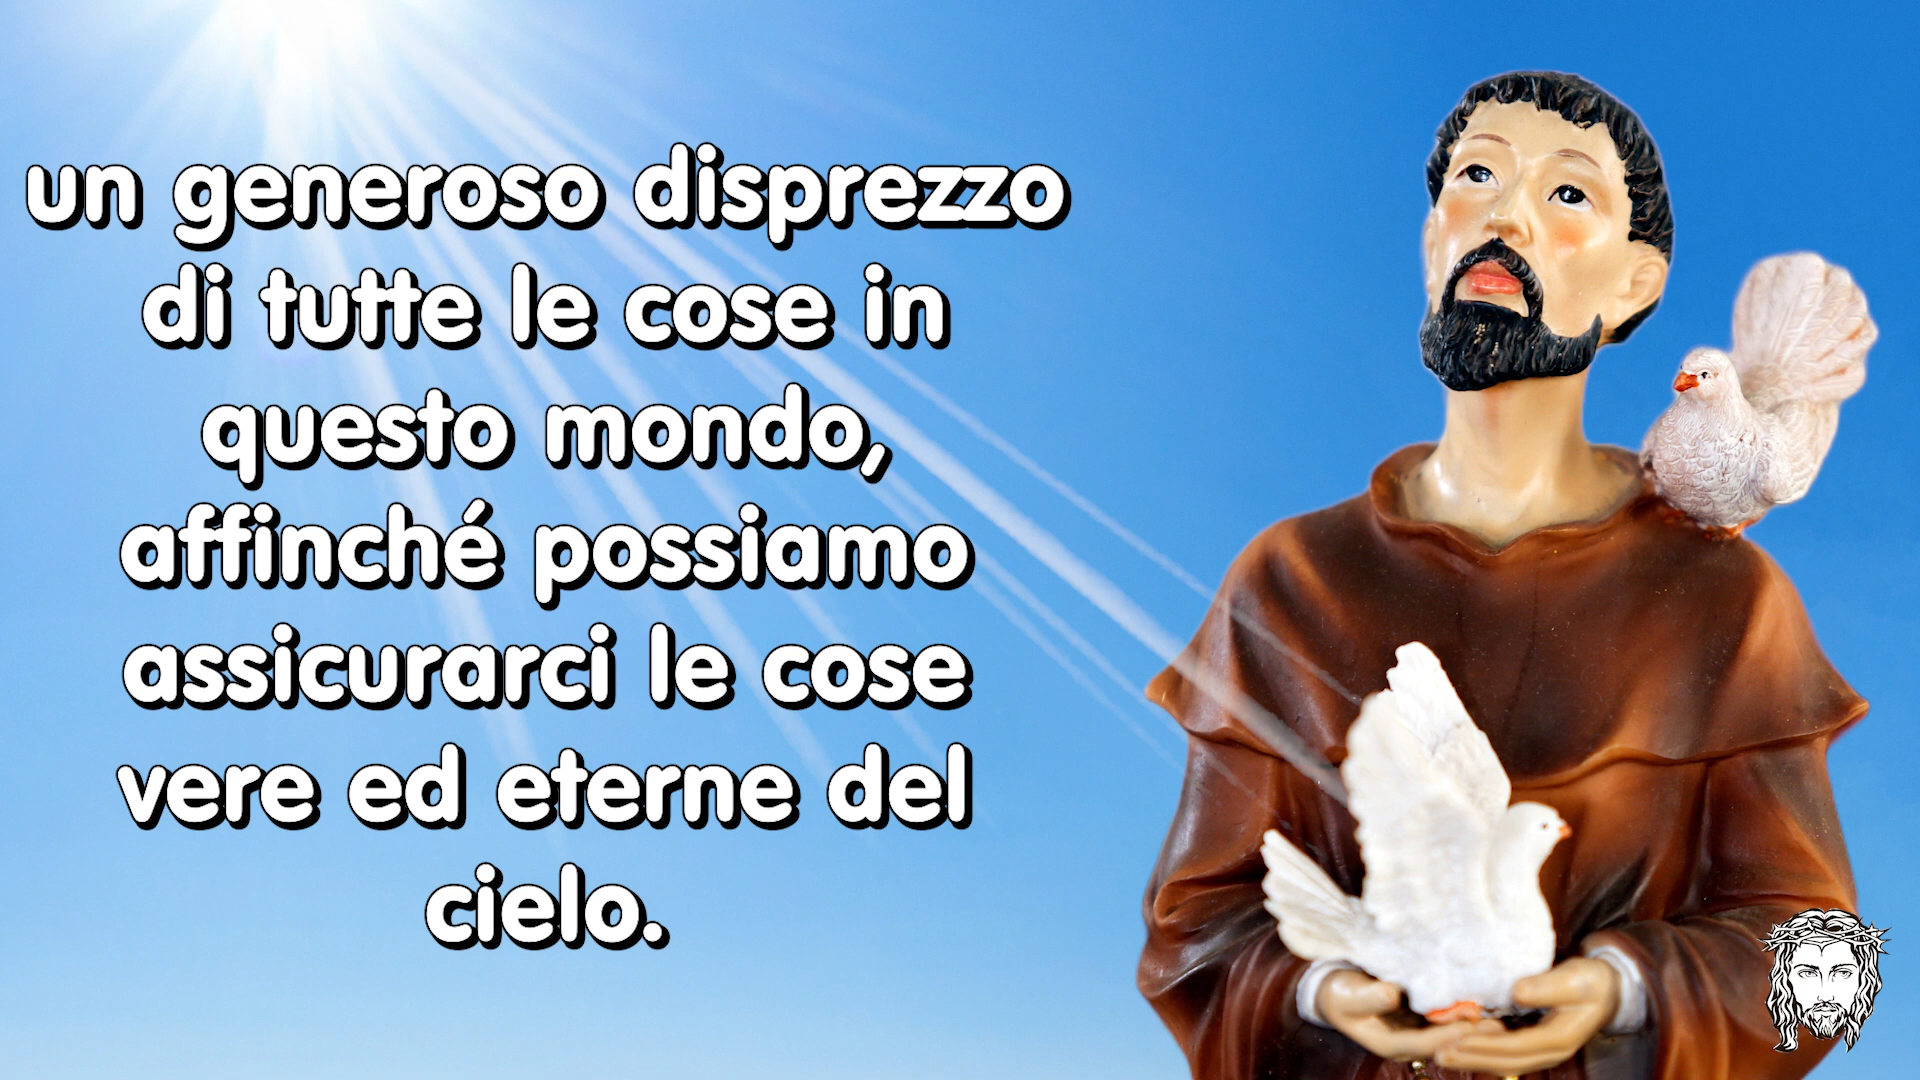 un generoso disprezzo
di tutte le cose in
questo mondo,
affinché possiamo
assicurarci le cose
vere ed eterne del
cielo.